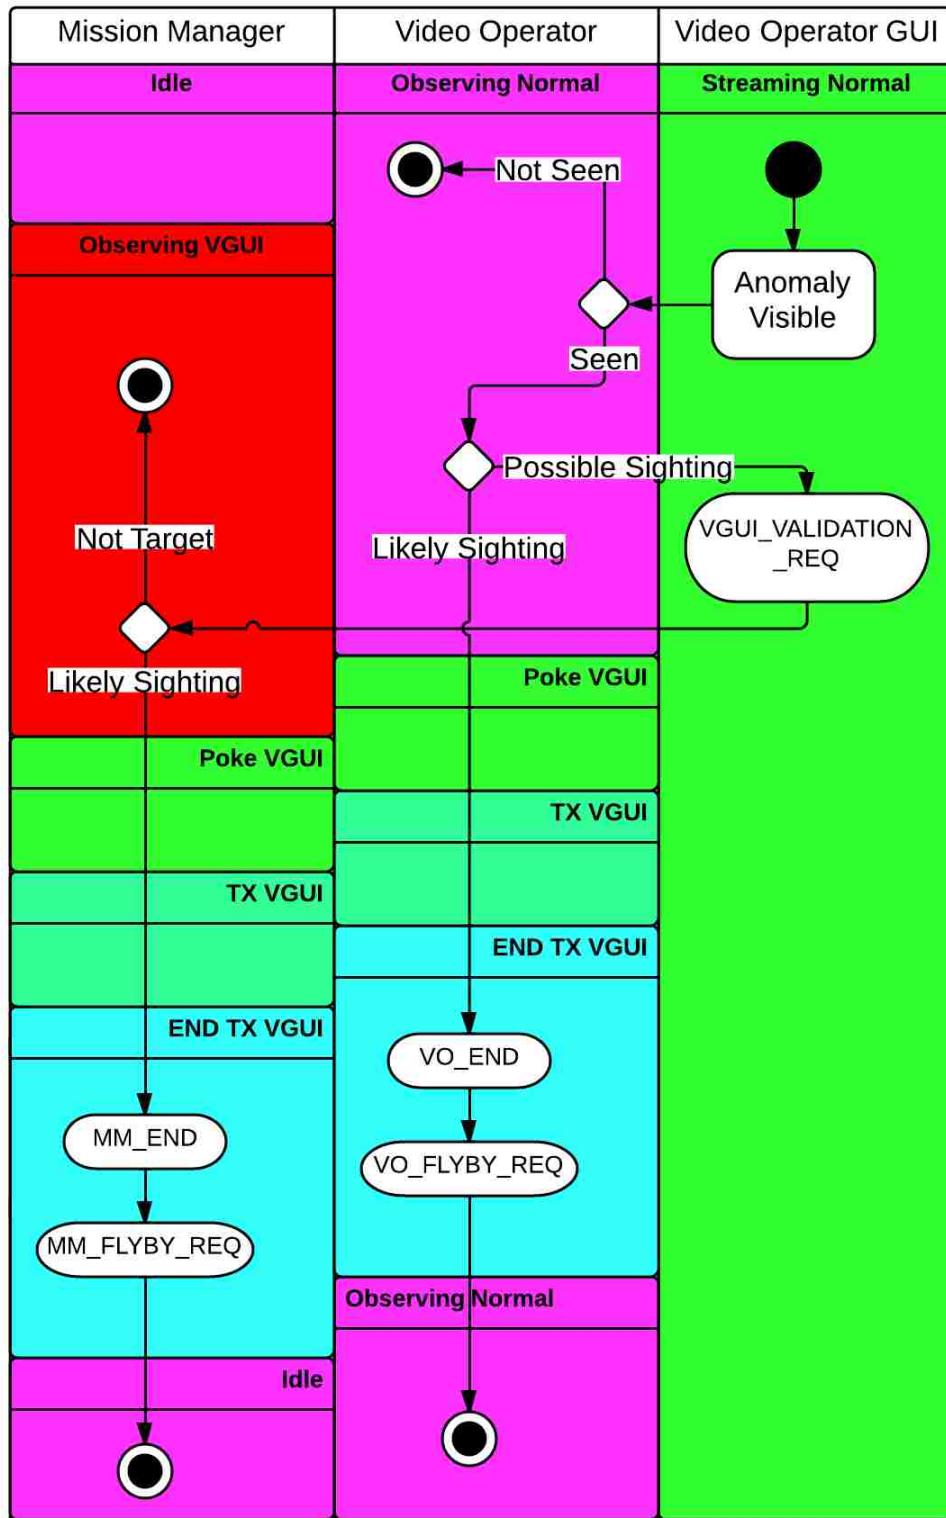 Mission Manager
Video Operator
Video Operator GUI
Idle
Observing Normal
Streaming Normal
Not Seen
Observing VGUI
Anomaly
Visible
Seen
Possible Sighting
VGUI_VALIDATION
_REQ
Not Target
Likely Sighting
Likely Sighting
Poke VGUI
Poke VGUI
TX VGUI
TX VGUI
END TX VGUI
END TX VGUI
VO_END
MM_END
VO_FLYBY_REQ
MM_FLYBY_REQ
Observing Normal
Idle